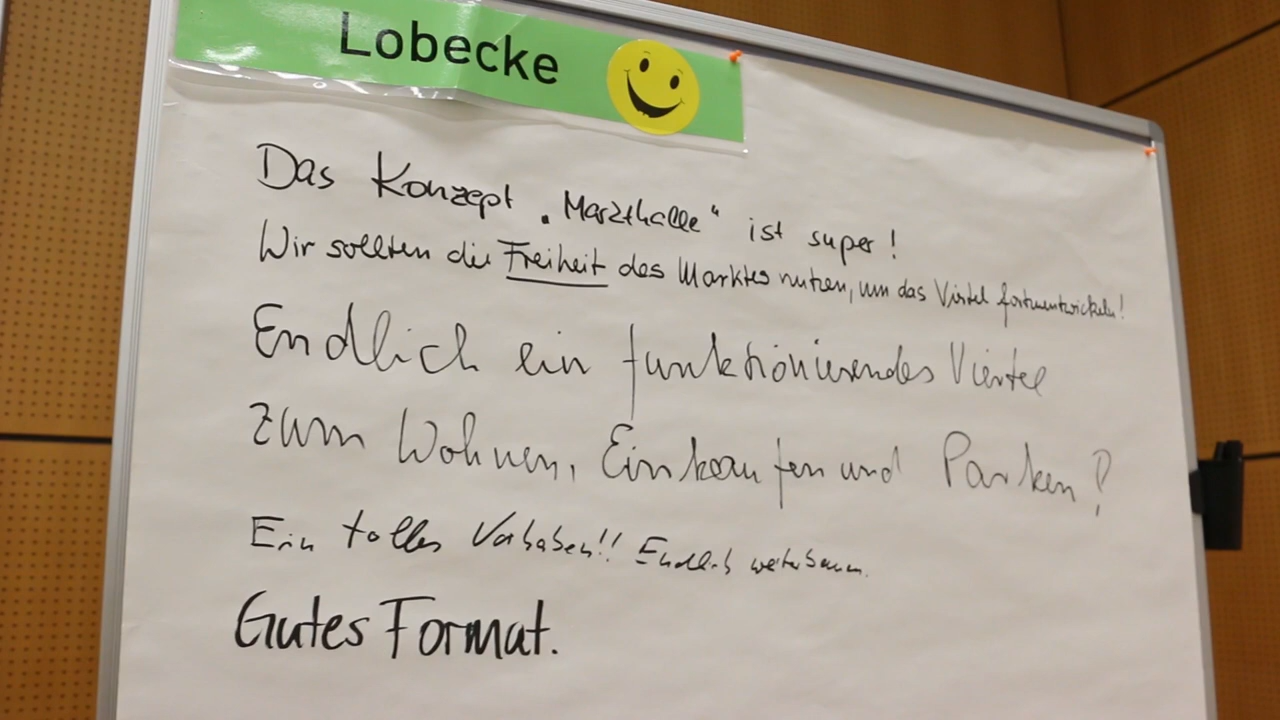 Lobecke
Das Konzept „Markthalle“ ist super!
Wir sollten die Freiheit des Marktes nutzen, um das Viertel fortzuentwickeln!
Endlich ein funktionierendes Viertel
zum Wohnen, Einkaufen und Parken?
Ein tolles Vorhaben!! Endlich weiterbauen.
Gutes Format.